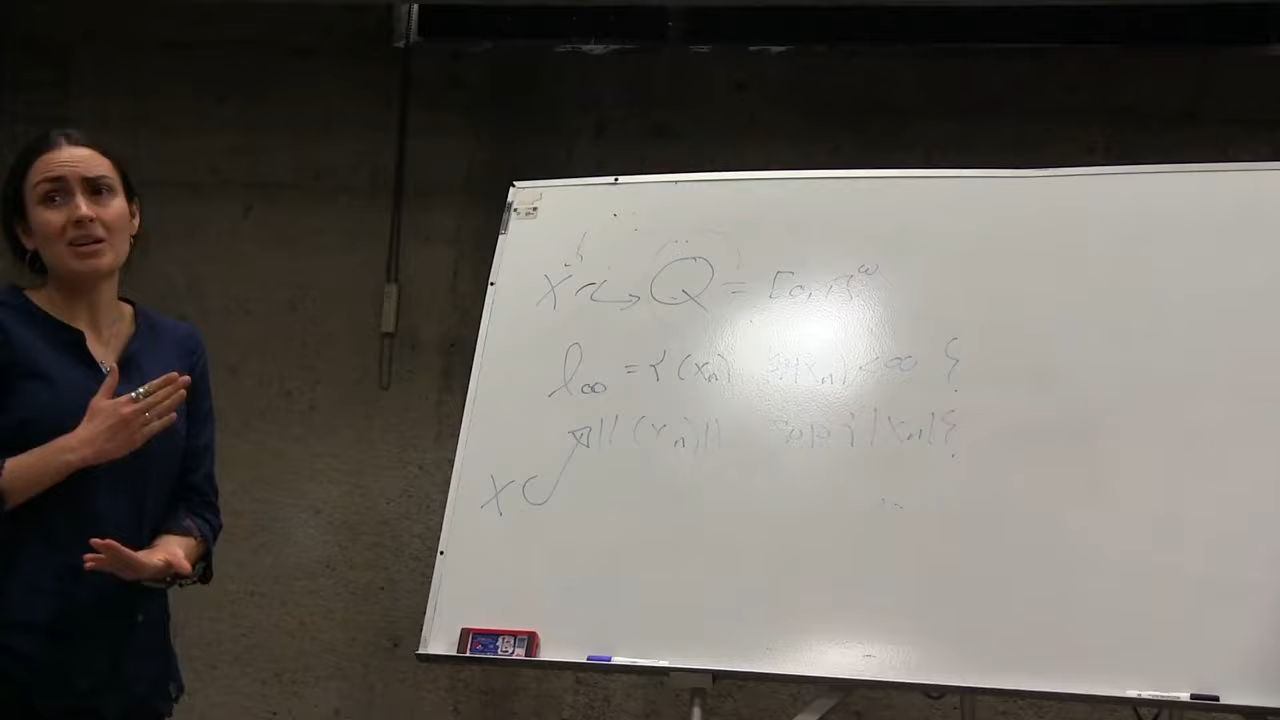 X ↪ Q = [0,1]^ω
l∞ = { (xₙ) |xₙ| < ∞ }
||(xₙ)|| sup { |xₙ| }
X